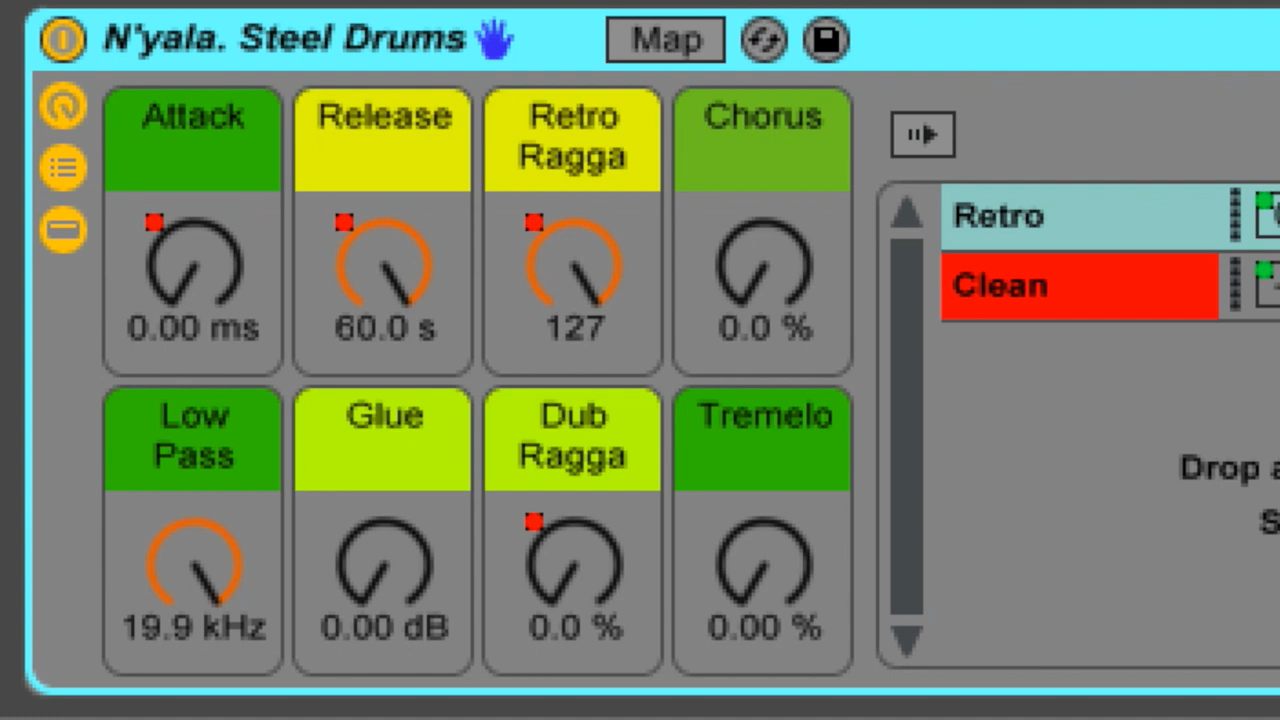 N'yala. Steel Drums
Map
Attack
Release
Retro
Ragga
Chorus
0.00 ms
60.0 s
127
0.0 %
Low
Pass
Glue
Dub
Ragga
Tremelo
19.9 kHz
0.00 dB
0.0 %
0.00 %
Retro
Clean
Drop